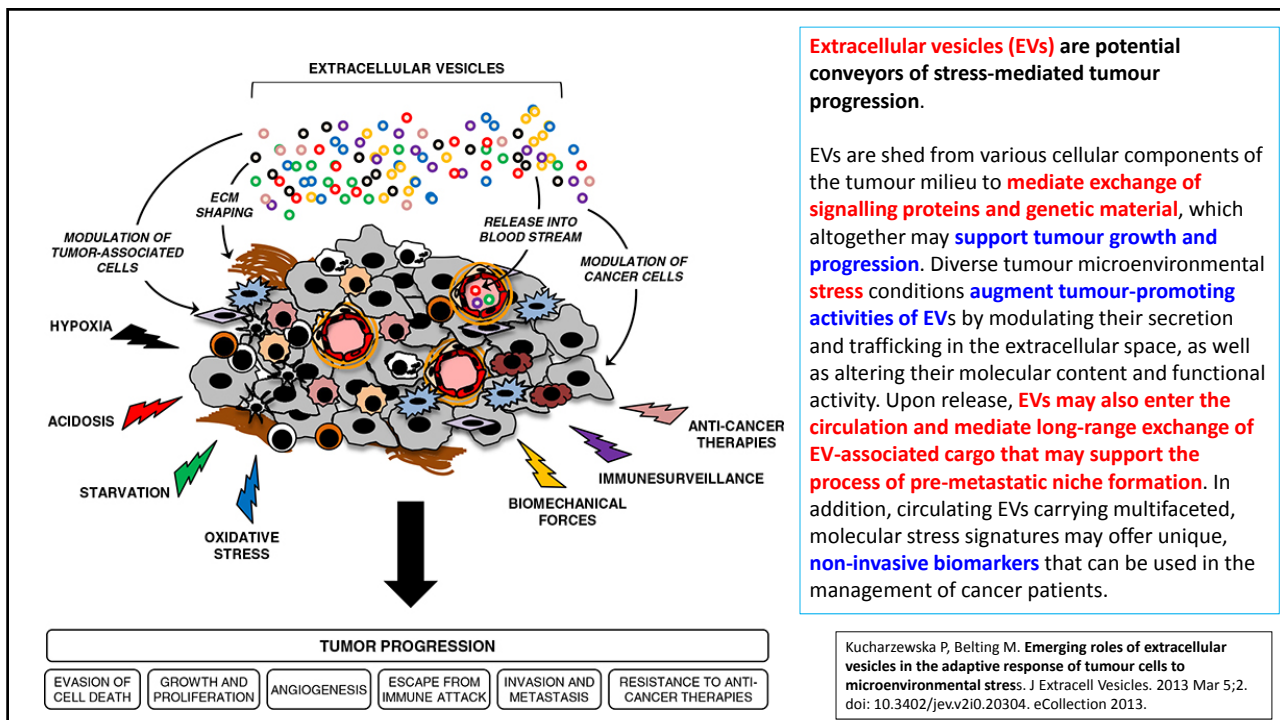 EXTRACELLULAR VESICLES
ECM
SHAPING
MODULATION OF
TUMOR-ASSOCIATED
CELLS
RELEASE INTO
BLOOD STREAM
MODULATION OF
CANCER CELLS
HYPOXIA
ACIDOSIS
STARVATION
OXIDATIVE
STRESS
BIOMECHANICAL
FORCES
IMMUNESURVEILLANCE
ANTI-CANCER
THERAPIES
TUMOR PROGRESSION
EVASION OF
CELL DEATH
GROWTH AND
PROLIFERATION
ANGIOGENESIS
ESCAPE FROM
IMMUNE ATTACK
INVASION AND
METASTASIS
RESISTANCE TO ANTI-
CANCER THERAPIES
Extracellular vesicles (EVs) are potential
conveyors of stress-mediated tumour
progression.
EVs are shed from various cellular components of
the tumour milieu to mediate exchange of
signalling proteins and genetic material, which
altogether may support tumour growth and
progression. Diverse tumour microenvironmental
stress conditions augment tumour-promoting
activities of EVs by modulating their secretion
and trafficking in the extracellular space, as well
as altering their molecular content and functional
activity. Upon release, EVs may also enter the
circulation and mediate long-range exchange of
EV-associated cargo that may support the
process of pre-metastatic niche formation. In
addition, circulating EVs carrying multifaceted,
molecular stress signatures may offer unique,
non-invasive biomarkers that can be used in the
management of cancer patients.
Kucharzewska P, Belting M. Emerging roles of extracellular
vesicles in the adaptive response of tumour cells to
microenvironmental stress. J Extracell Vesicles. 2013 Mar 5;2.
doi: 10.3402/jev.v2i0.20304. eCollection 2013.